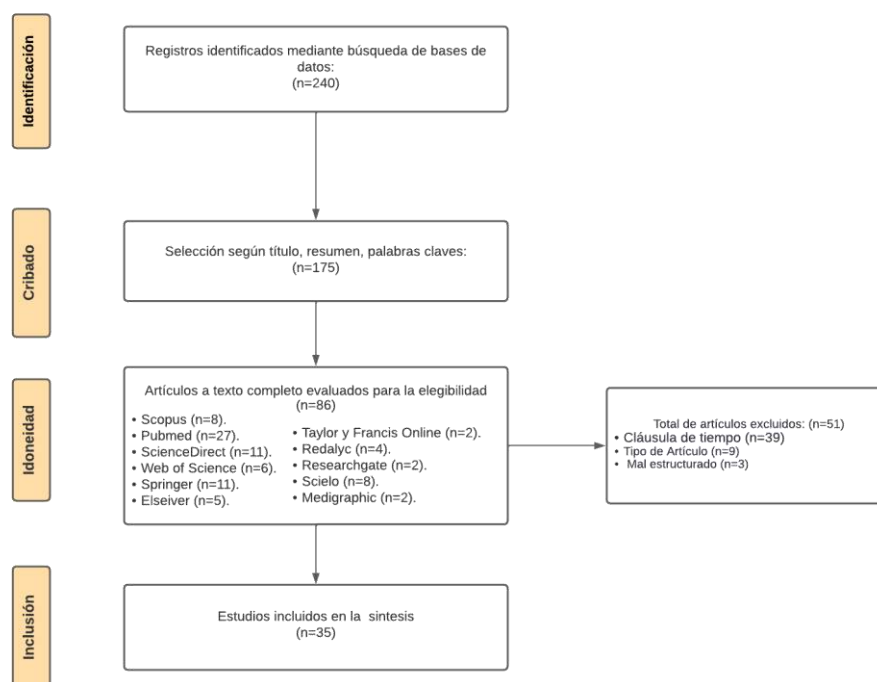 Identificación
Registros identificados mediante búsqueda de bases de
datos:
(n=240)
Cribado
Selección según título, resumen, palabras claves:
(n=175)
Idoneidad
Artículos a texto completo evaluados para la elegibilidad
(n=86)
• Scopus (n=8).
• Pubmed (n=27).
• ScienceDirect (n=11).
• Web of Science (n=6).
• Springer (n=11).
• Elseiver (n=5).
• Taylor y Francis Online (n=2).
• Redalyc (n=4).
• Researchgate (n=2).
• Scielo (n=8).
• Medigraphic (n=2).
Total de artículos excluidos: (n=51)
• Cláusula de tiempo (n=39)
• Tipo de Artículo (n=9)
• Mal estructurado (n=3)
Inclusión
Estudios incluidos en la sintesis
(n=35)